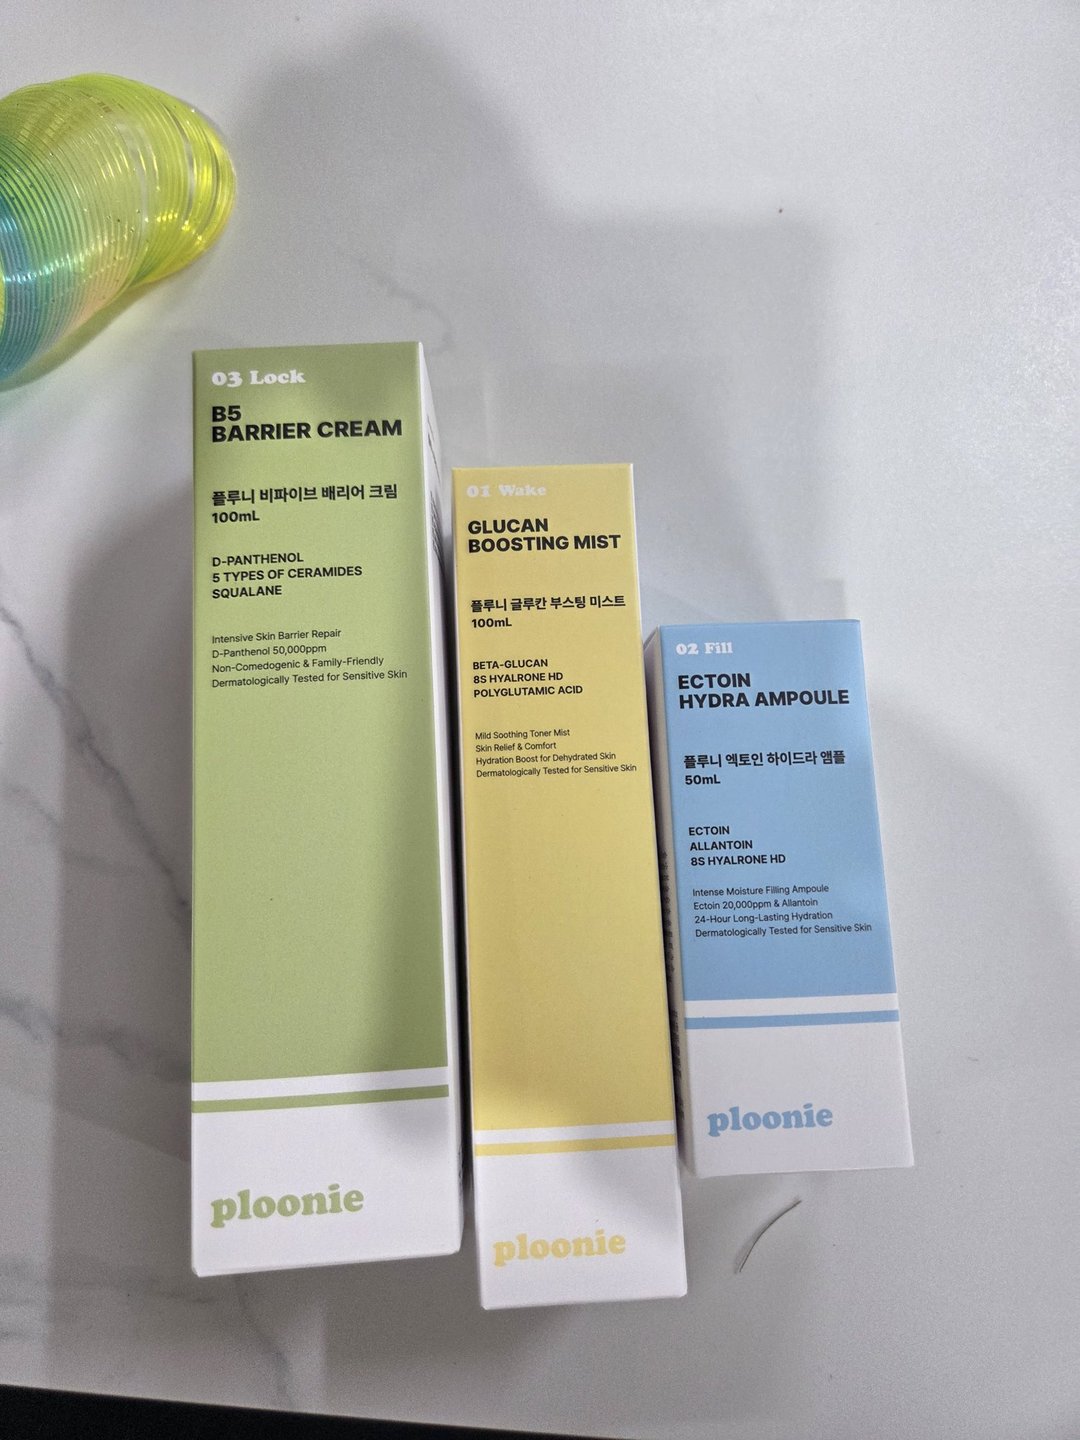 03 Lock
B5
BARRIER CREAM
플루니 비파이브 배리어 크림
100mL
D-PANTHENOL
5 TYPES OF CERAMIDES
SQUALANE
Intensive Skin Barrier Repair
D-Panthenol 50,000ppm
Non-Comedogenic & Family-Friendly
Dermatologically Tested for Sensitive Skin
ploonie
01 Wake
GLUCAN
BOOSTING MIST
플루니 글루칸 부스팅 미스트
100mL
BETA-GLUCAN
8S HYALRONE HD
POLYGLUTAMIC ACID
Mild Soothing Toner Mist
Skin Relief & Comfort
Hydration Boost for Dehydrated Skin
Dermatologically Tested for Sensitive Skin
ploonie
02 Fill
ECTOIN
HYDRA AMPOULE
플루니 엑토인 하이드라 앰플
50mL
ECTOIN
ALLANTOIN
8S HYALRONE HD
Intense Moisture Filling Ampoule
Ectoin 20,000ppm & Allantoin
24-Hour Long-Lasting Hydration
Dermatologically Tested for Sensitive Skin
ploonie